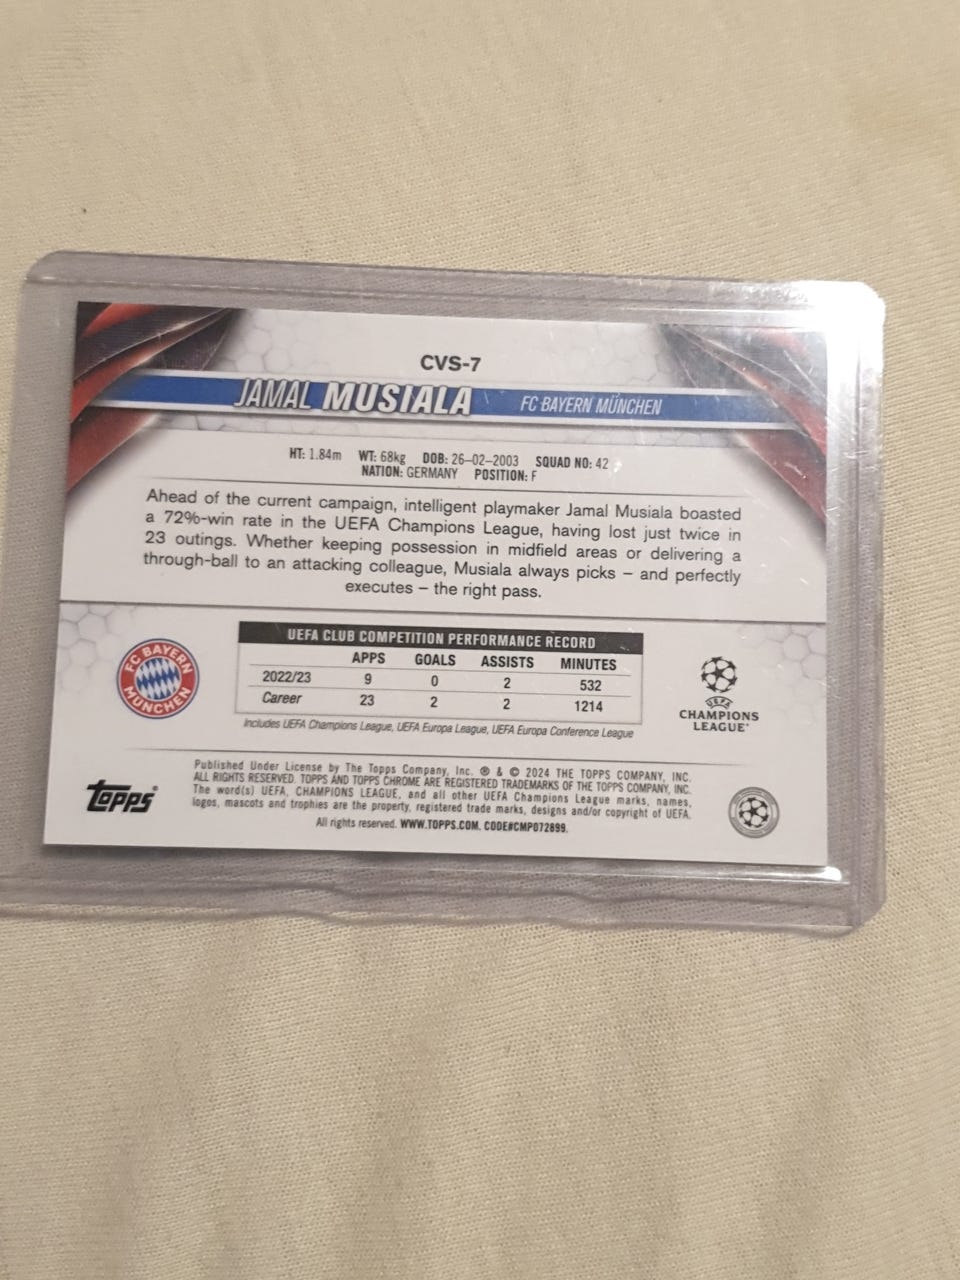 CVS-7
JAMAL MUSIALA FC BAYERN MÜNCHEN
HT: 1.84m WT: 68kg DOB: 26-02-2003 SQUAD NO: 42
NATION: GERMANY POSITION: F
Ahead of the current campaign, intelligent playmaker Jamal Musiala boasted
a 72%-win rate in the UEFA Champions League, having lost just twice in
23 outings. Whether keeping possession in midfield areas or delivering a
through-ball to an attacking colleague, Musiala always picks – and perfectly
executes – the right pass.
FC BAYERN
MÜNCHEN
UEFA CLUB COMPETITION PERFORMANCE RECORD
APPS GOALS ASSISTS MINUTES
2022/23 9 0 2 532
Career 23 2 2 1214
Includes UEFA Champions League, UEFA Europa League, UEFA Europa Conference League
UEFA
CHAMPIONS
LEAGUE®
Topps®
Published Under License by The Topps Company, Inc. ® & © 2024 THE TOPPS COMPANY, INC.
ALL RIGHTS RESERVED. TOPPS AND TOPPS CHROME ARE REGISTERED TRADEMARKS OF THE TOPPS COMPANY, INC.
The word(s) UEFA, CHAMPIONS LEAGUE, and all other UEFA Champions League marks, names,
logos, mascots and trophies are the property, registered trade marks, designs and/or copyright of UEFA.
All rights reserved. WWW.TOPPS.COM. CODE#CMP072899.